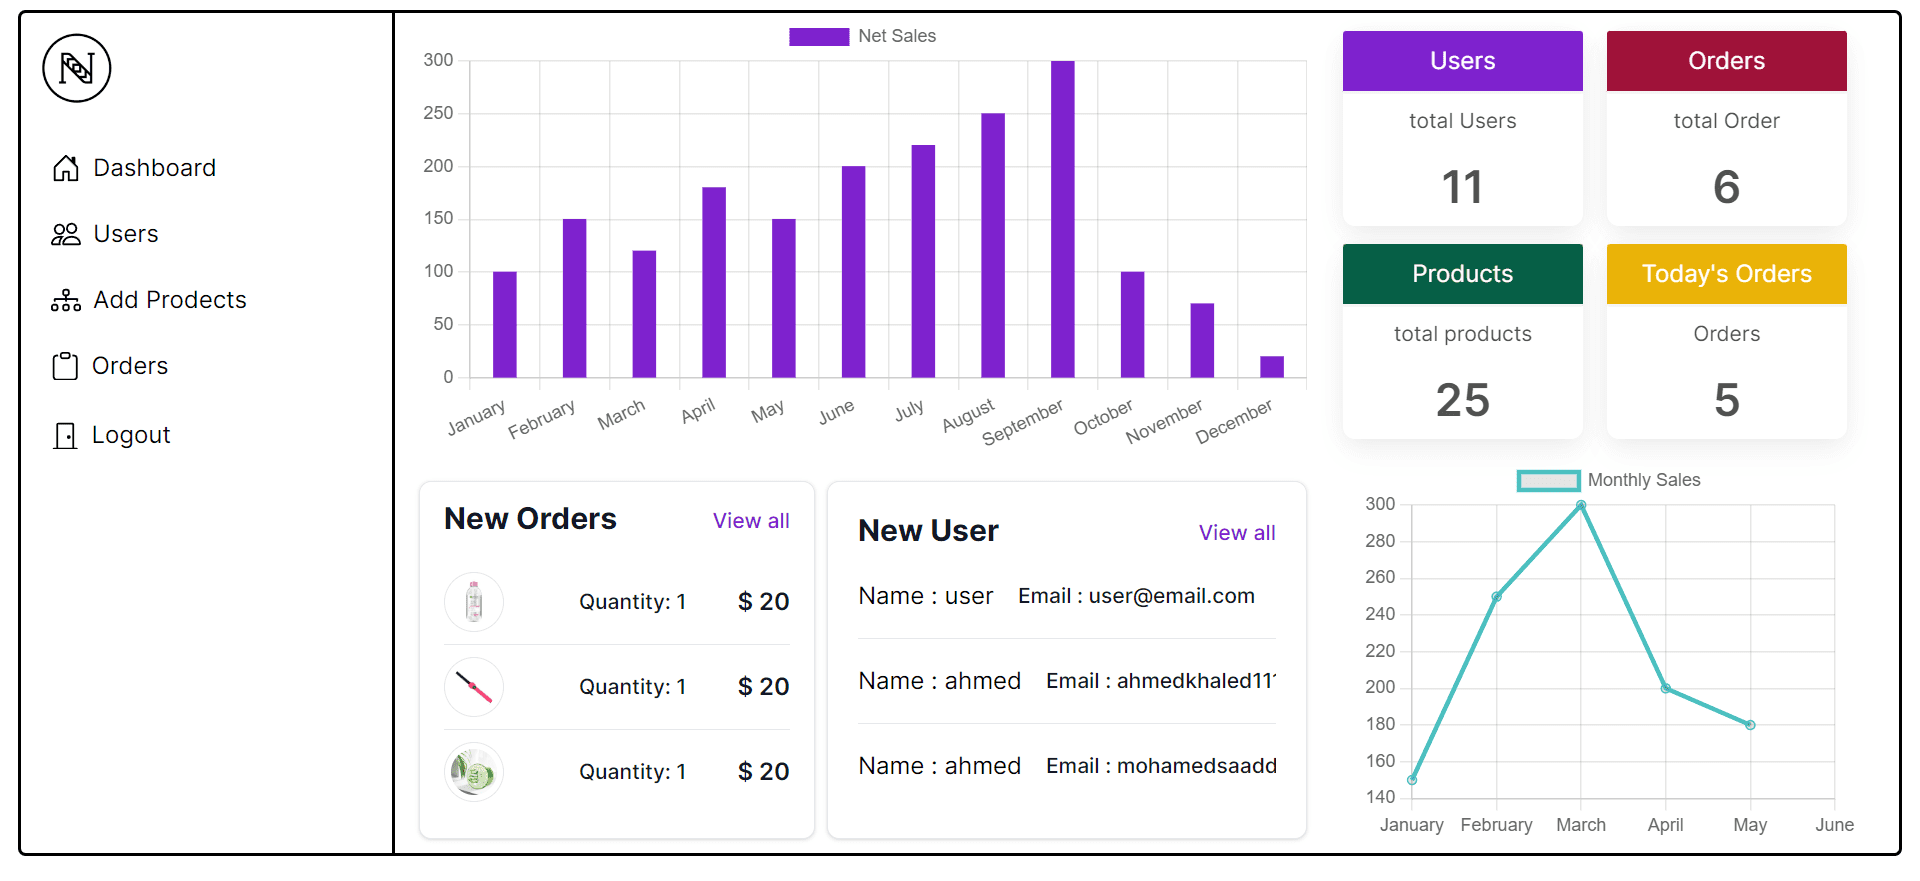 Dashboard
Users
Add Prodects
Orders
Logout
Net Sales
300
250
200
150
100
50
0
January
February
March
April
May
June
July
August
September
October
November
December
Users
total Users
11
Orders
total Order
6
Products
total products
25
Today's Orders
Orders
5
New Orders
View all
Quantity: 1
$ 20
Quantity: 1
$ 20
Quantity: 1
$ 20
New User
View all
Name : user
Email : user@email.com
Name : ahmed
Email : ahmedkhaled111
Name : ahmed
Email : mohamedsaadd
Monthly Sales
300
280
260
240
220
200
180
160
140
January
February
March
April
May
June